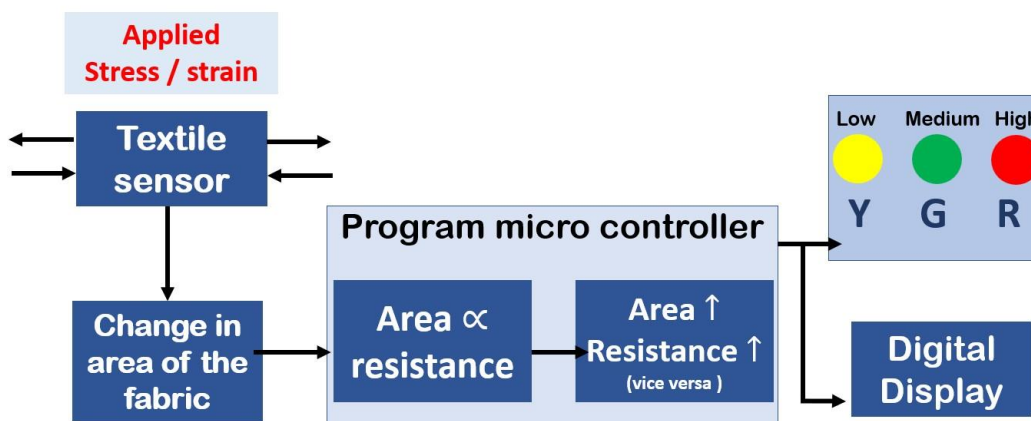 Applied
Stress / strain
Textile
sensor
Change in
area of the
fabric
Program micro controller
Area ∝
resistance
Area ↑
Resistance ↑
(vice versa )
Low Medium High
Y G R
Digital
Display